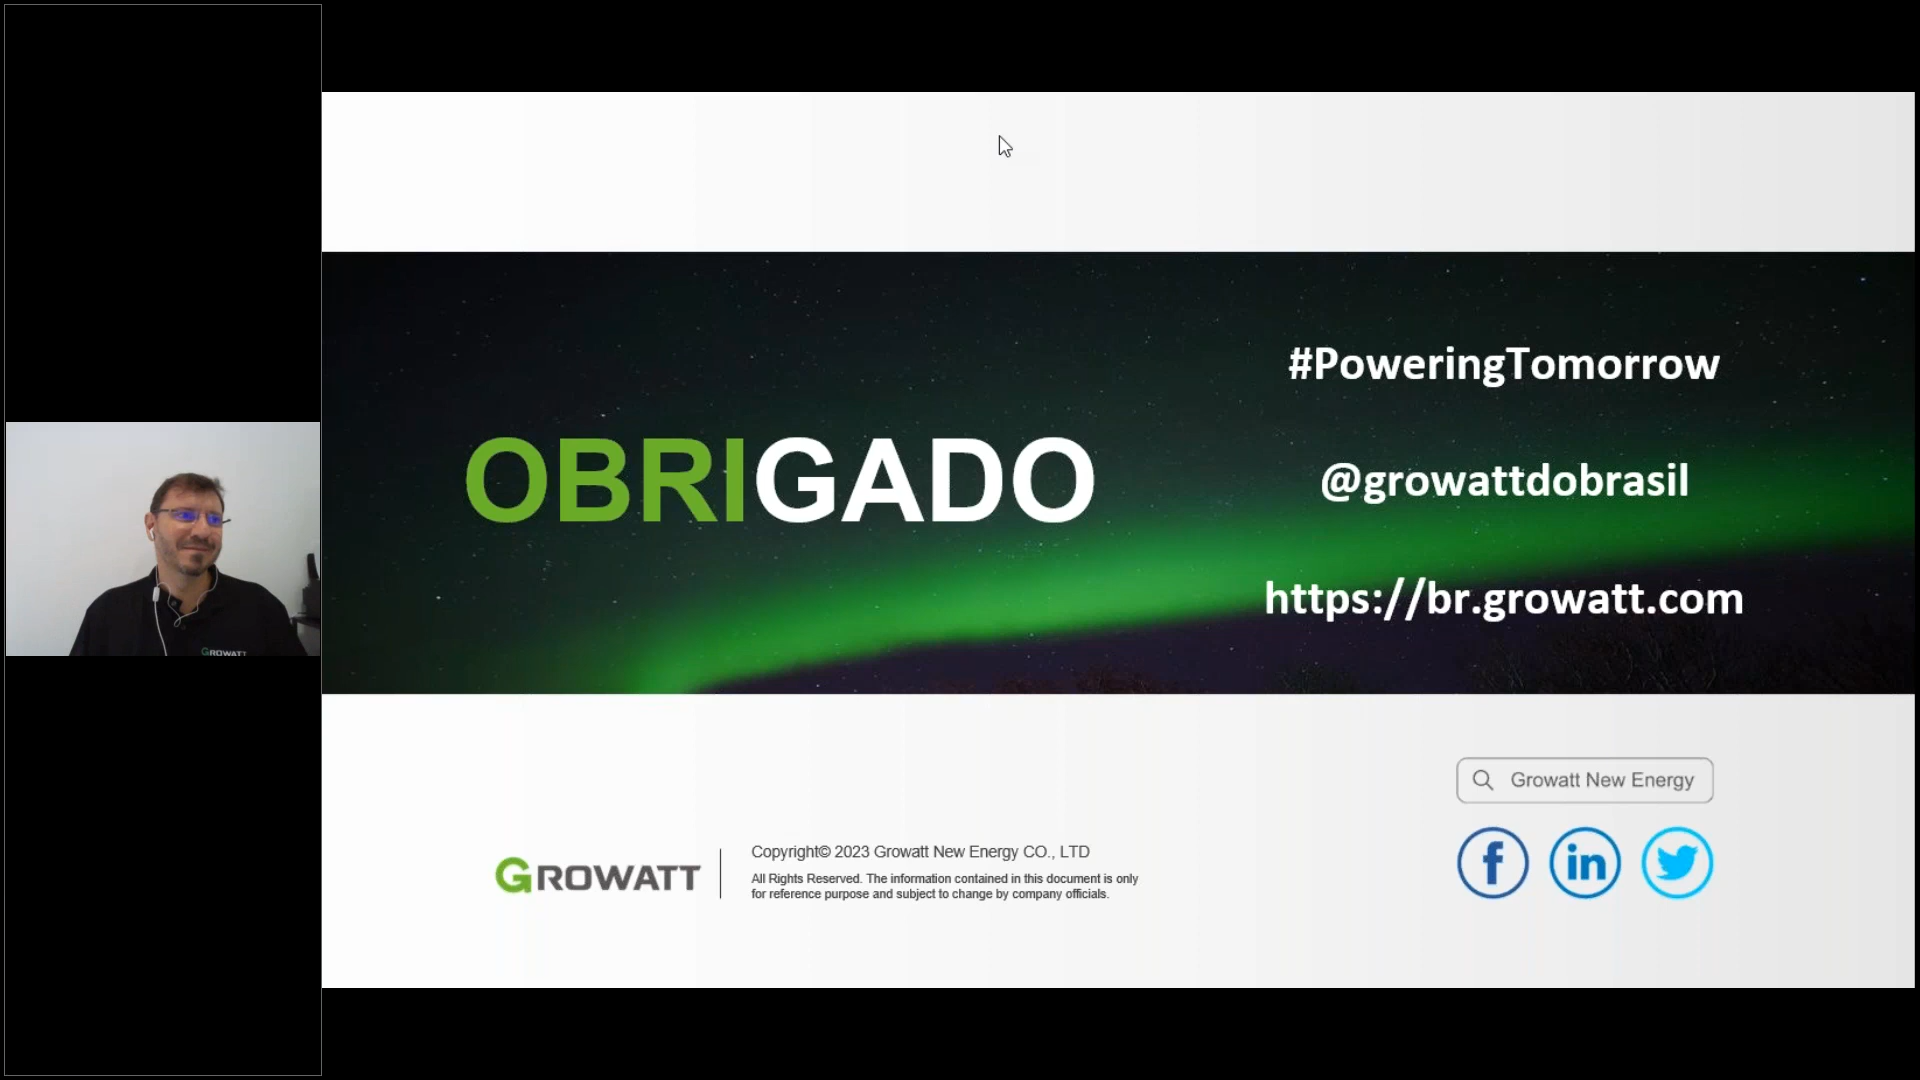 #PoweringTomorrow
OBRIGADO
@growattdobrasil
https://br.growatt.com
GROWATT
Growatt New Energy
GROWATT
Copyright© 2023 Growatt New Energy CO., LTD
All Rights Reserved. The information contained in this document is only
for reference purpose and subject to change by company officials.